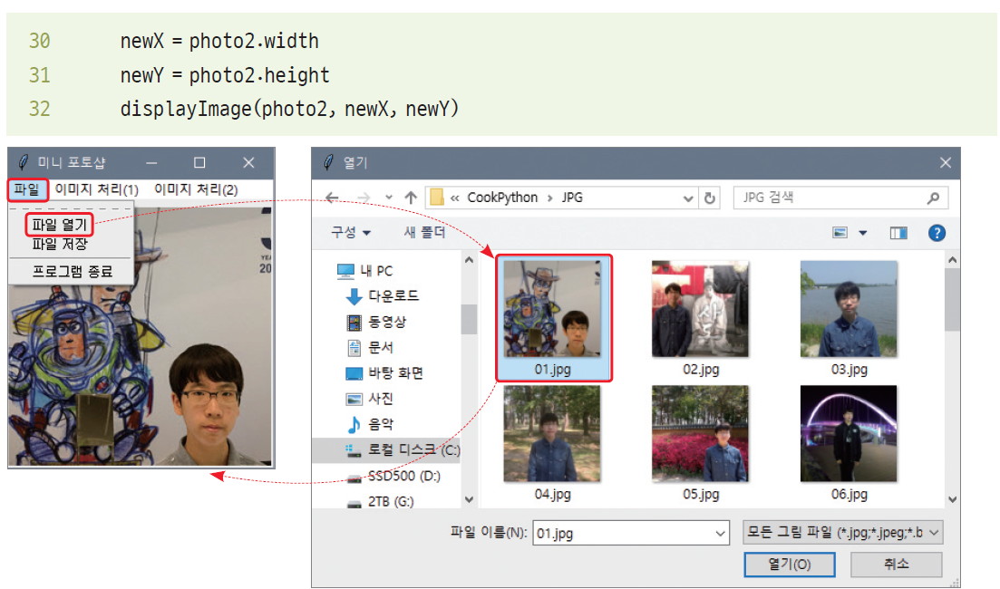 30 newX = photo2.width
31 newY = photo2.height
32 displayImage(photo2, newX, newY)
미니 포토샵
파일 이미지 처리(1) 이미지 처리(2)
파일 열기
파일 저장
프로그램 종료
20
열기
« CookPython › JPG
JPG 검색
구성 새 폴더
내 PC
다운로드
동영상
문서
바탕 화면
사진
음악
로컬 디스크 (C:)
SSD500 (D:)
2TB (G:)
01.jpg 02.jpg 03.jpg
04.jpg 05.jpg 06.jpg
파일 이름(N): 01.jpg 모든 그림 파일 (*.jpg;*.jpeg;*.b
열기(O) 취소